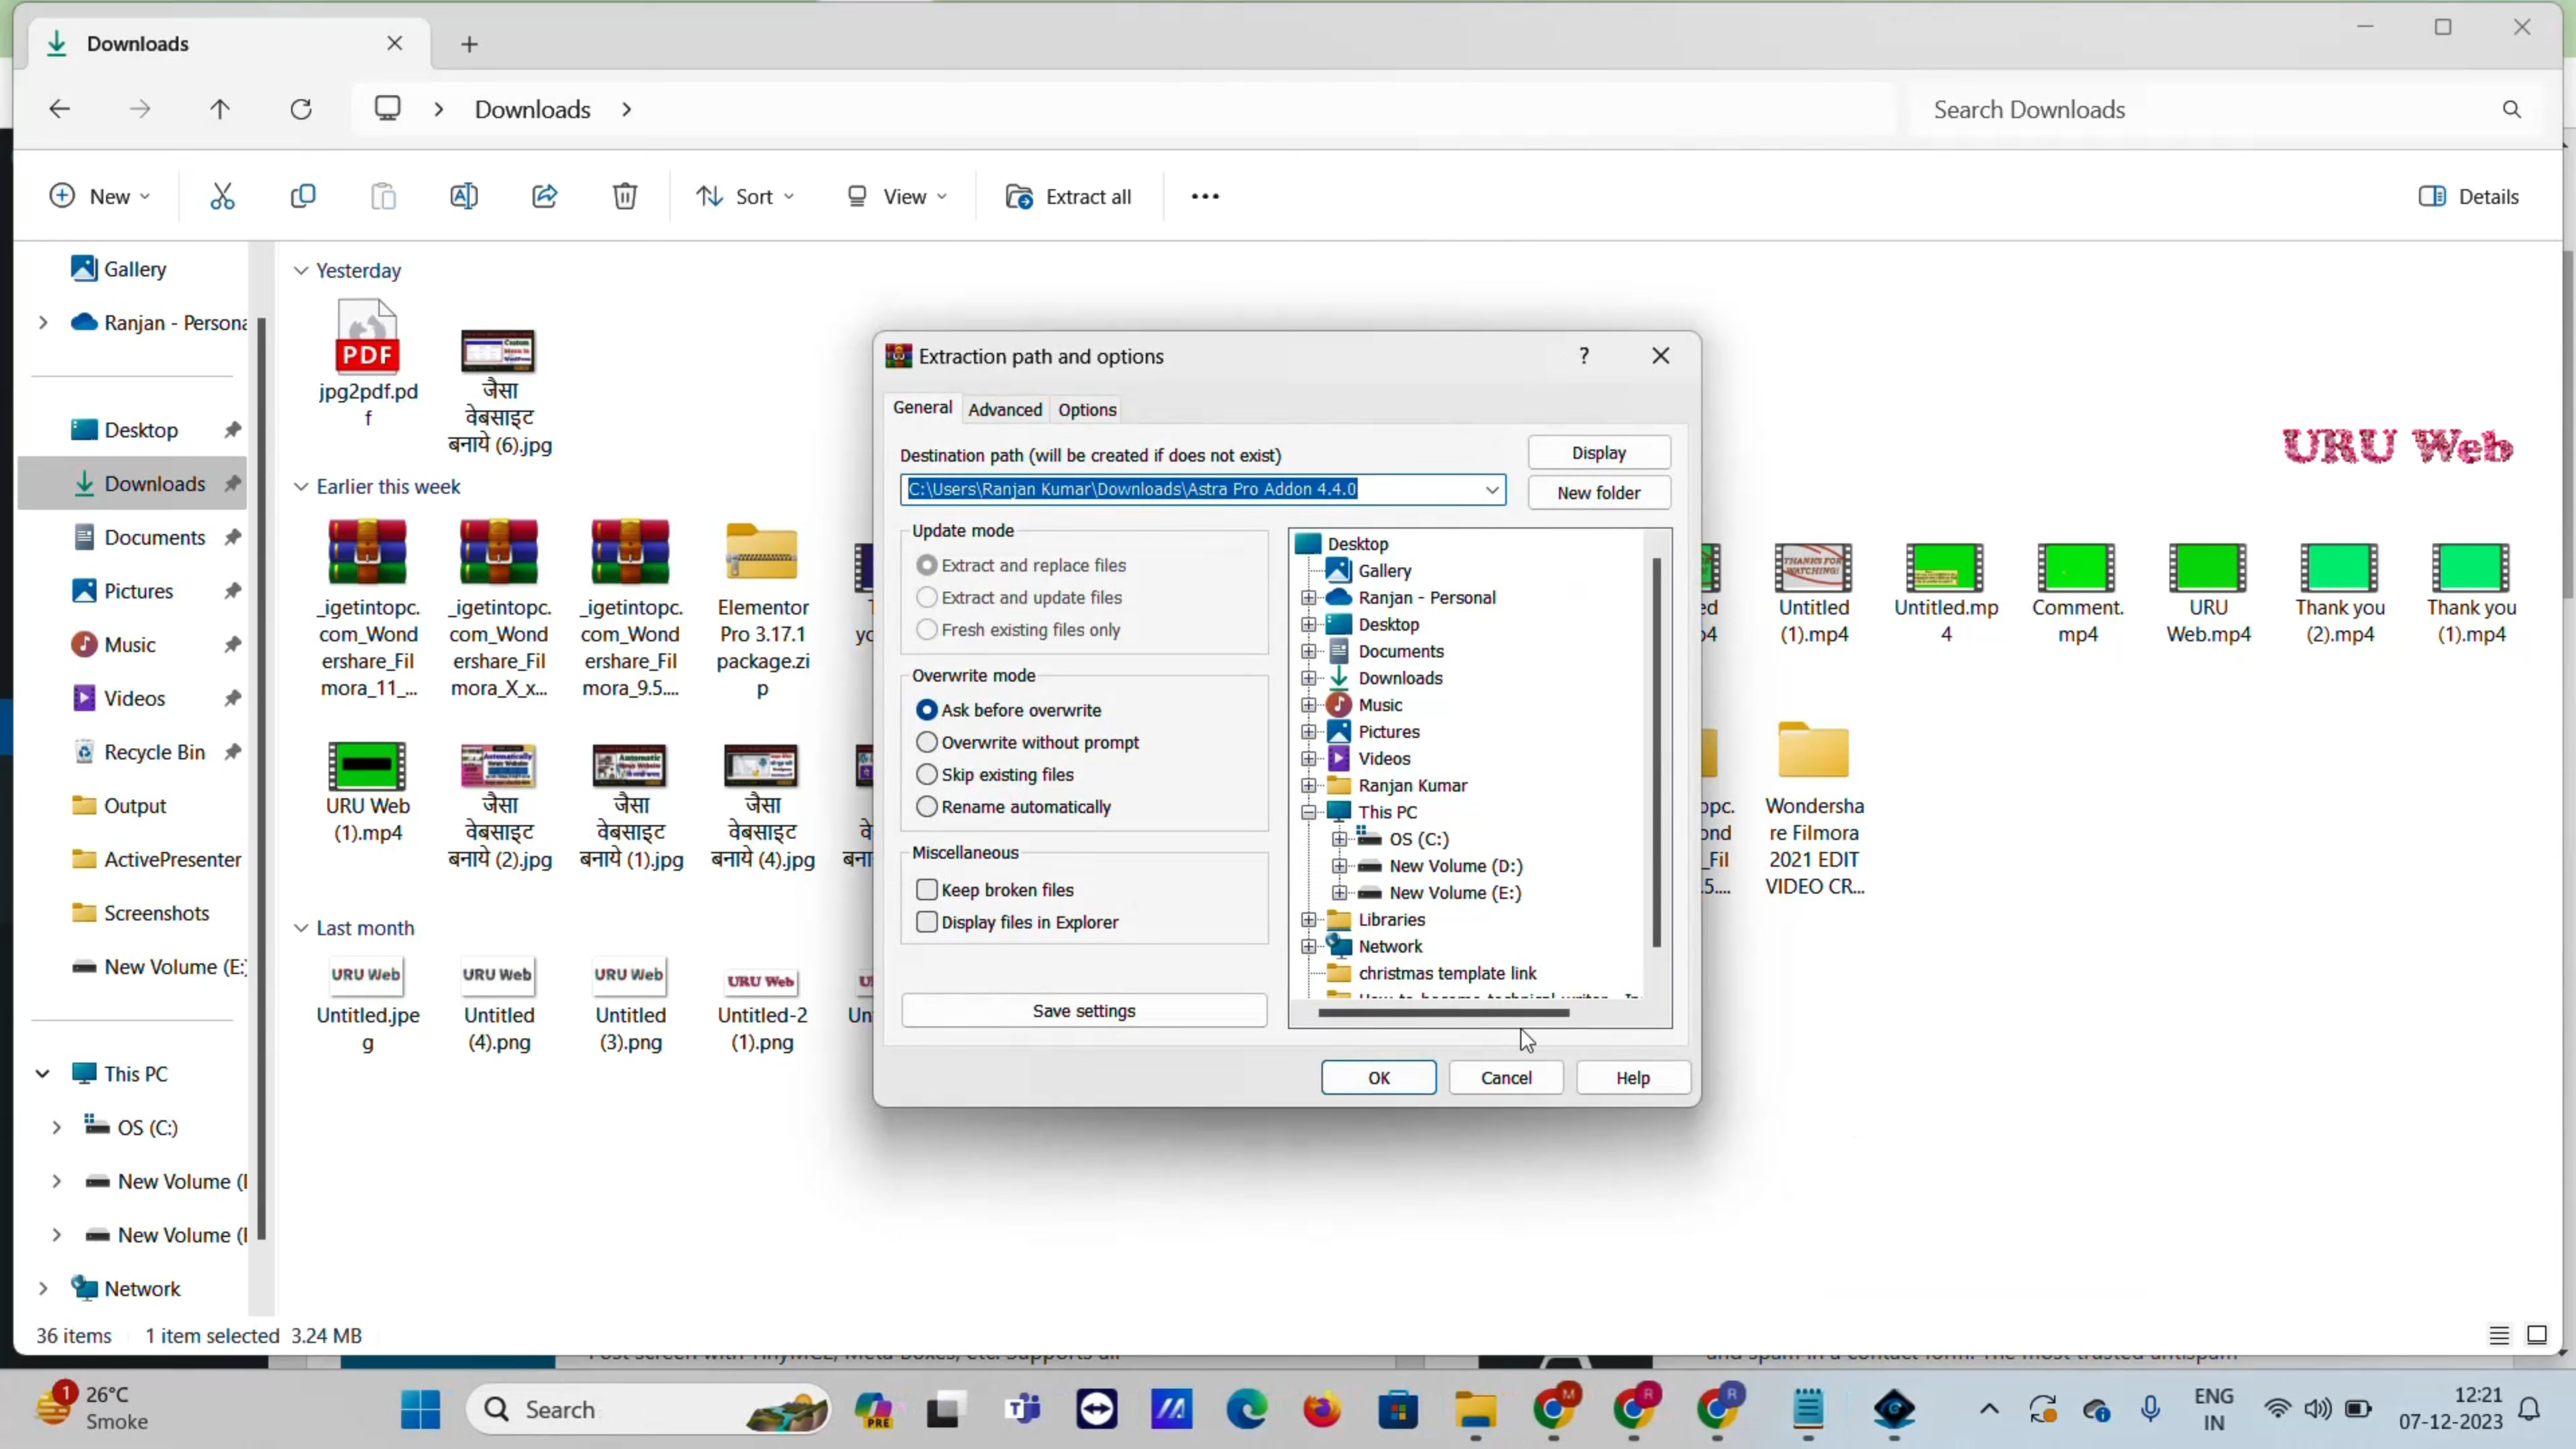 Downloads
Downloads
Search Downloads
New
Sort
View
Extract all
Details
Gallery
Ranjan - Persona
Desktop
Downloads
Documents
Pictures
Music
Videos
Recycle Bin
Output
ActivePresenter
Screenshots
New Volume (E:)
This PC
OS (C:)
New Volume (
New Volume (
Network
Yesterday
PDF
jpg2pdf.pd
f
जैसा
वेबसाइट
बनाये (6).jpg
Earlier this week
_igetintopc.
com_Wond
ershare_Fil
mora_11_...
_igetintopc.
com_Wond
ershare_Fil
mora_X_x...
_igetintopc.
com_Wond
ershare_Fil
mora_9.5....
Elementor
Pro 3.17.1
package.zi
p
Untitled
(1).mp4
Untitled.mp
4
Comment.
mp4
URU
Web.mp4
Thank you
(2).mp4
Thank you
(1).mp4
URU Web
(1).mp4
जैसा
वेबसाइट
बनाये (2).jpg
जैसा
वेबसाइट
बनाये (1).jpg
जैसा
वेबसाइट
बनाये (4).jpg
Wondersha
re Filmora
2021 EDIT
VIDEO CR...
Last month
URU Web
Untitled.jpe
g
URU Web
Untitled
(4).png
URU Web
Untitled
(3).png
URU Web
Untitled-2
(1).png
URU Web
Extraction path and options
?
General
Advanced
Options
Destination path (will be created if does not exist)
Display
C:\Users\Ranjan Kumar\Downloads\Astra Pro Addon 4.4.0
New folder
Update mode
Extract and replace files
Extract and update files
Fresh existing files only
Overwrite mode
Ask before overwrite
Overwrite without prompt
Skip existing files
Rename automatically
Miscellaneous
Keep broken files
Display files in Explorer
Save settings
Desktop
Gallery
Ranjan - Personal
Desktop
Documents
Downloads
Music
Pictures
Videos
Ranjan Kumar
This PC
OS (C:)
New Volume (D:)
New Volume (E:)
Libraries
Network
christmas template link
OK
Cancel
Help
36 items
1 item selected 3.24 MB
1
26°C
Smoke
Search
PRE
M
R
R
ENG
IN
12:21
07-12-2023